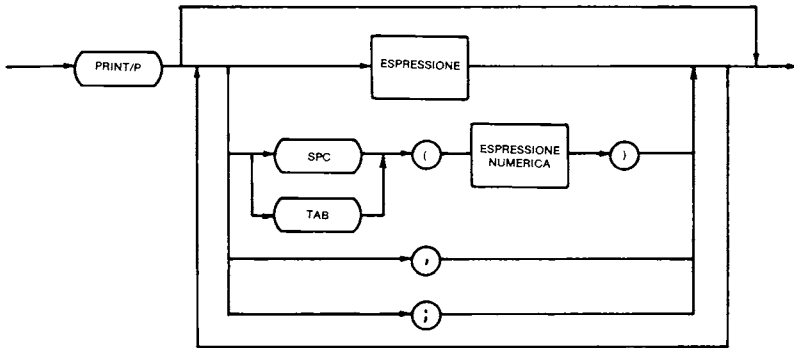 PRINT/P
ESPRESSIONE
SPC
(
ESPRESSIONE
NUMERICA
)
TAB
,
;